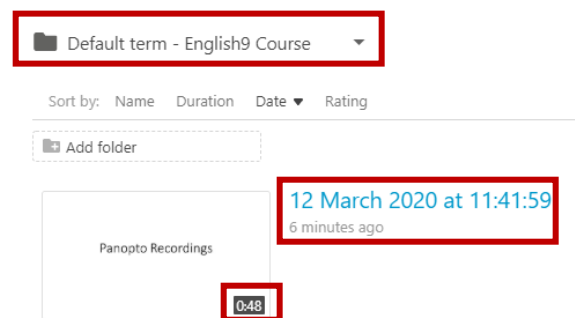 Default term - English9 Course
Sort by: Name Duration Date Rating
Add folder
12 March 2020 at 11:41:59
6 minutes ago
Panopto Recordings
0:48